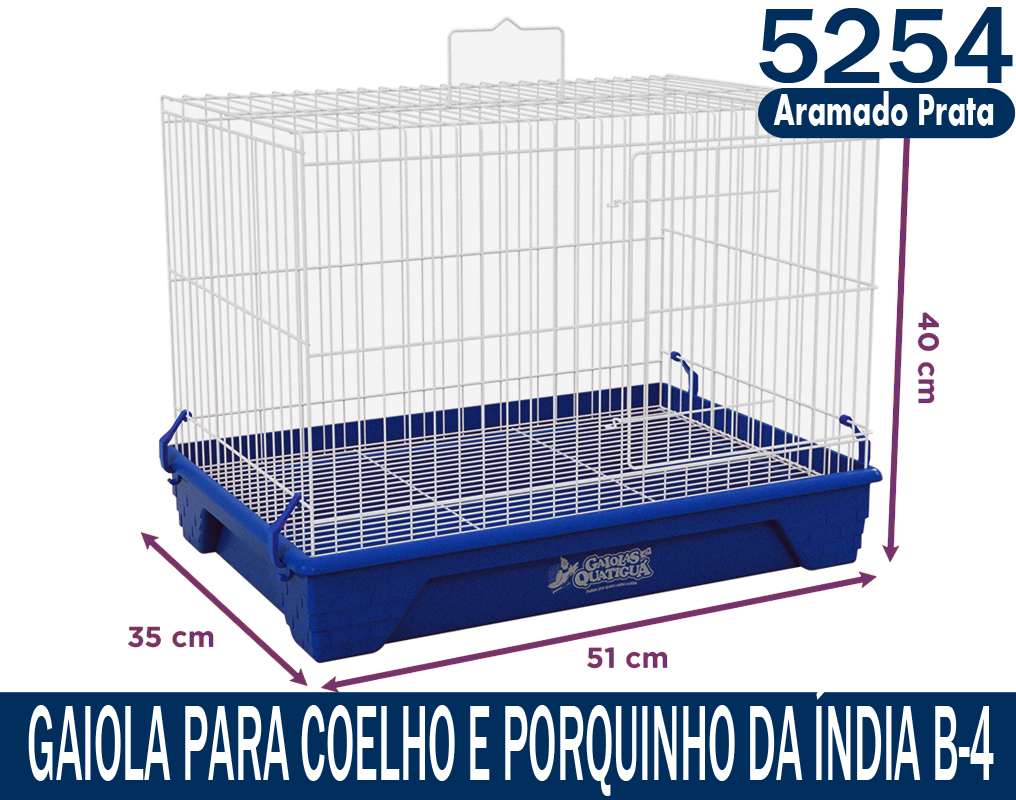 5254
Aramado Prata
40 cm
GAIOLAS
QUATIGUÁ
35 cm
51 cm
GAIOLA PARA COELHO E PORQUINHO DA ÍNDIA B-4